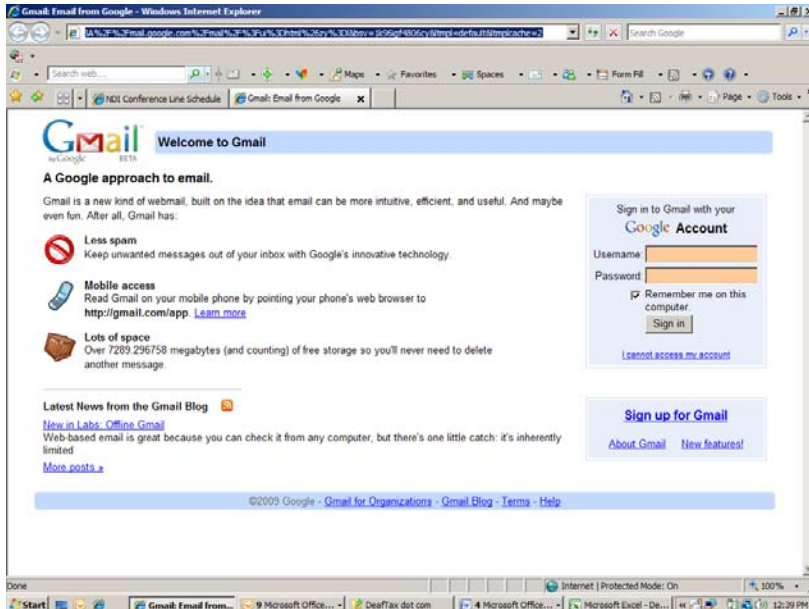 Gmail: Email from Google - Windows Internet Explorer
Search Google
Search web...
Maps
Favorites
Spaces
Form Fill
NDI Conference Line Schedule
Gmail: Email from Google
Page
Tools
Gmail
by Google
BETA
Welcome to Gmail
A Google approach to email.
Gmail is a new kind of webmail, built on the idea that email can be more intuitive, efficient, and useful. And maybe
even fun. After all, Gmail has:
Less spam
Keep unwanted messages out of your inbox with Google's innovative technology.
Mobile access
Read Gmail on your mobile phone by pointing your phone's web browser to
http://gmail.com/app. Learn more
Lots of space
Over 7289.296758 megabytes (and counting) of free storage so you'll never need to delete
another message.
Latest News from the Gmail Blog
New in Labs: Offline Gmail
Web-based email is great because you can check it from any computer, but there's one little catch: it's inherently
limited
More posts »
Sign in to Gmail with your
Google Account
Username:
Password:
Remember me on this
computer.
Sign in
I cannot access my account
Sign up for Gmail
About Gmail New features!
©2009 Google - Gmail for Organizations - Gmail Blog - Terms - Help
Done
Internet | Protected Mode: On
100%
Start
Gmail: Email from...
9 Microsoft Office...
DeafTax dot com
4 Microsoft Office...
Microsoft Excel - De...
12:39 PM